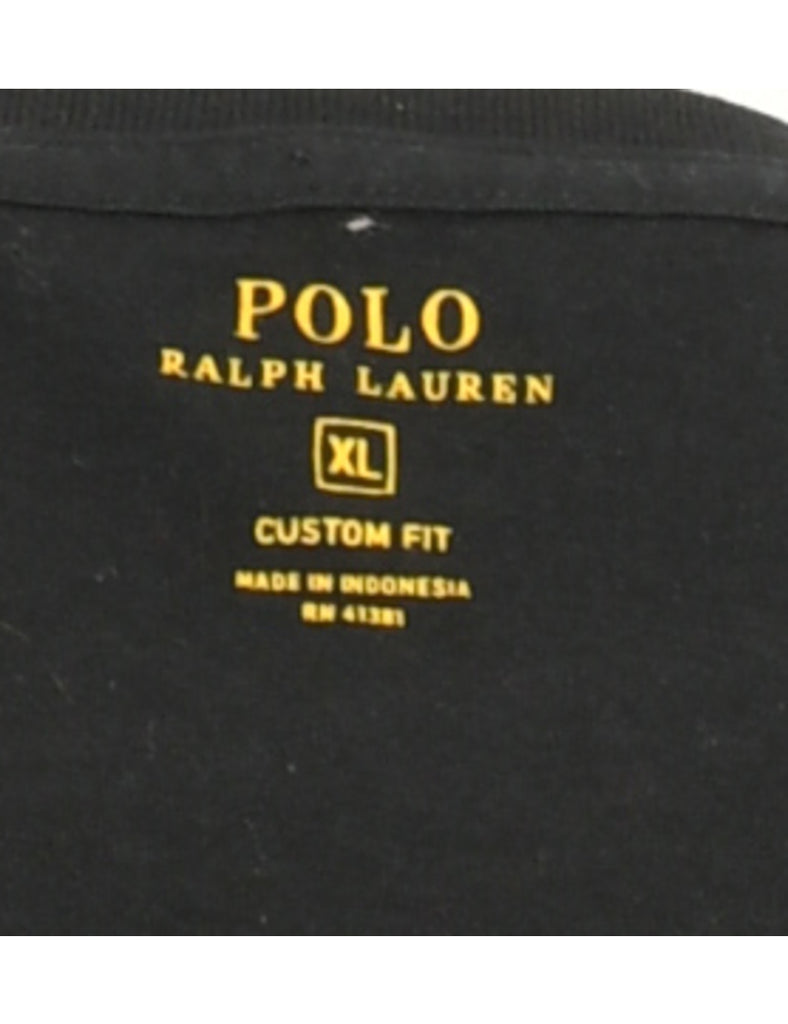 POLO
RALPH LAUREN
XL
CUSTOM FIT
MADE IN INDONESIA
RN 41381